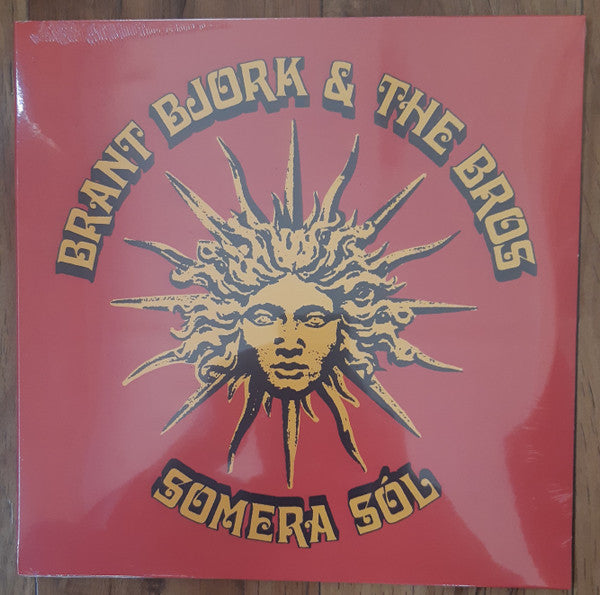 BRANT BJORK & THE BROS
SOMERA SÓL